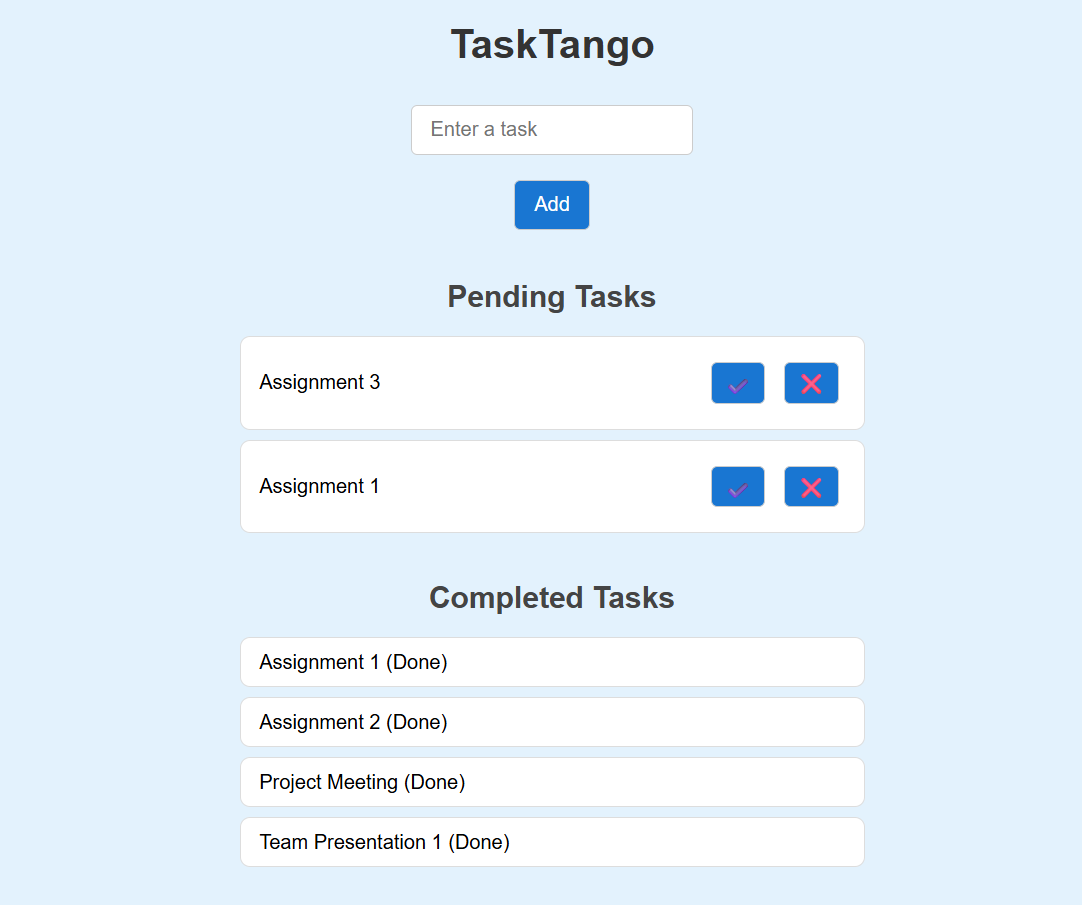 TaskTango
Enter a task
Add
Pending Tasks
Assignment 3
Assignment 1
Completed Tasks
Assignment 1 (Done)
Assignment 2 (Done)
Project Meeting (Done)
Team Presentation 1 (Done)